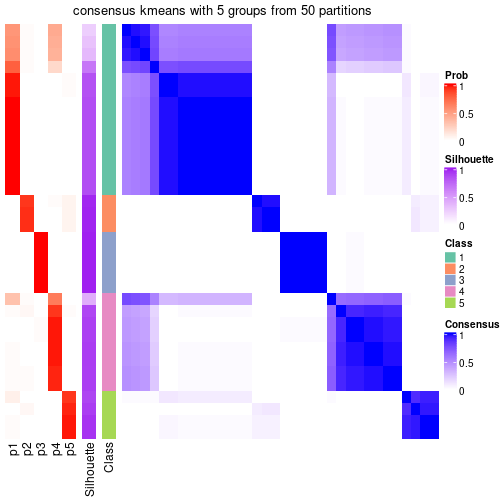 consensus kmeans with 5 groups from 50 partitions
Prob
1
0.5
0
Silhouette
1
0.5
0
Class
1
2
3
4
5
Consensus
1
0.5
0
p1
p2
p3
p4
p5
Silhouette
Class